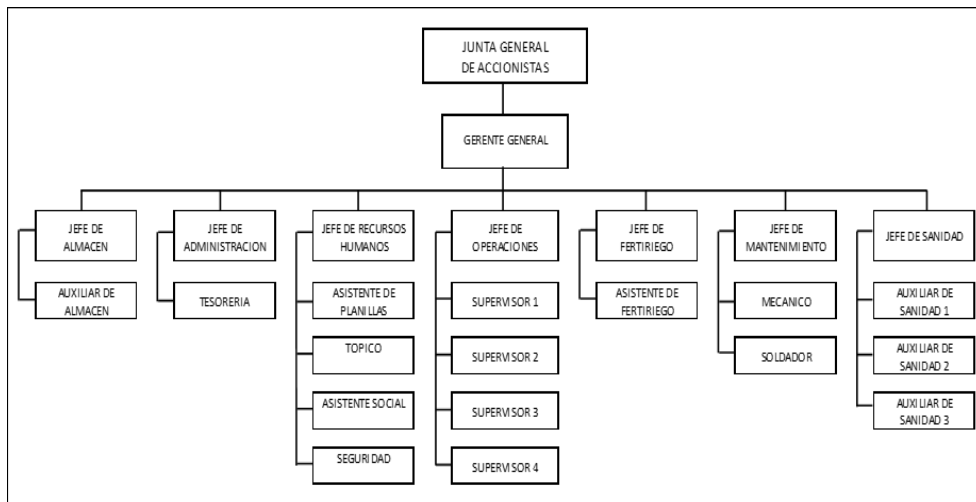 JUNTA GENERAL
DE ACCIONISTAS
GERENTE GENERAL
JEFE DE
ALMACEN
JEFE DE
ADMINISTRACION
JEFE DE RECURSOS
HUMANOS
JEFE DE
OPERACIONES
JEFE DE
FERTIRIEGO
JEFE DE
MANTENIMIENTO
JEFE DE SANIDAD
AUXILIAR DE
ALMACEN
TESORERIA
ASISTENTE DE
PLANILLAS
SUPERVISOR 1
ASISTENTE DE
FERTIRIEGO
MECANICO
AUXILIAR DE
SANIDAD 1
TOPICO
SUPERVISOR 2
SOLDADOR
AUXILIAR DE
SANIDAD 2
ASISTENTE SOCIAL
SUPERVISOR 3
AUXILIAR DE
SANIDAD 3
SEGURIDAD
SUPERVISOR 4